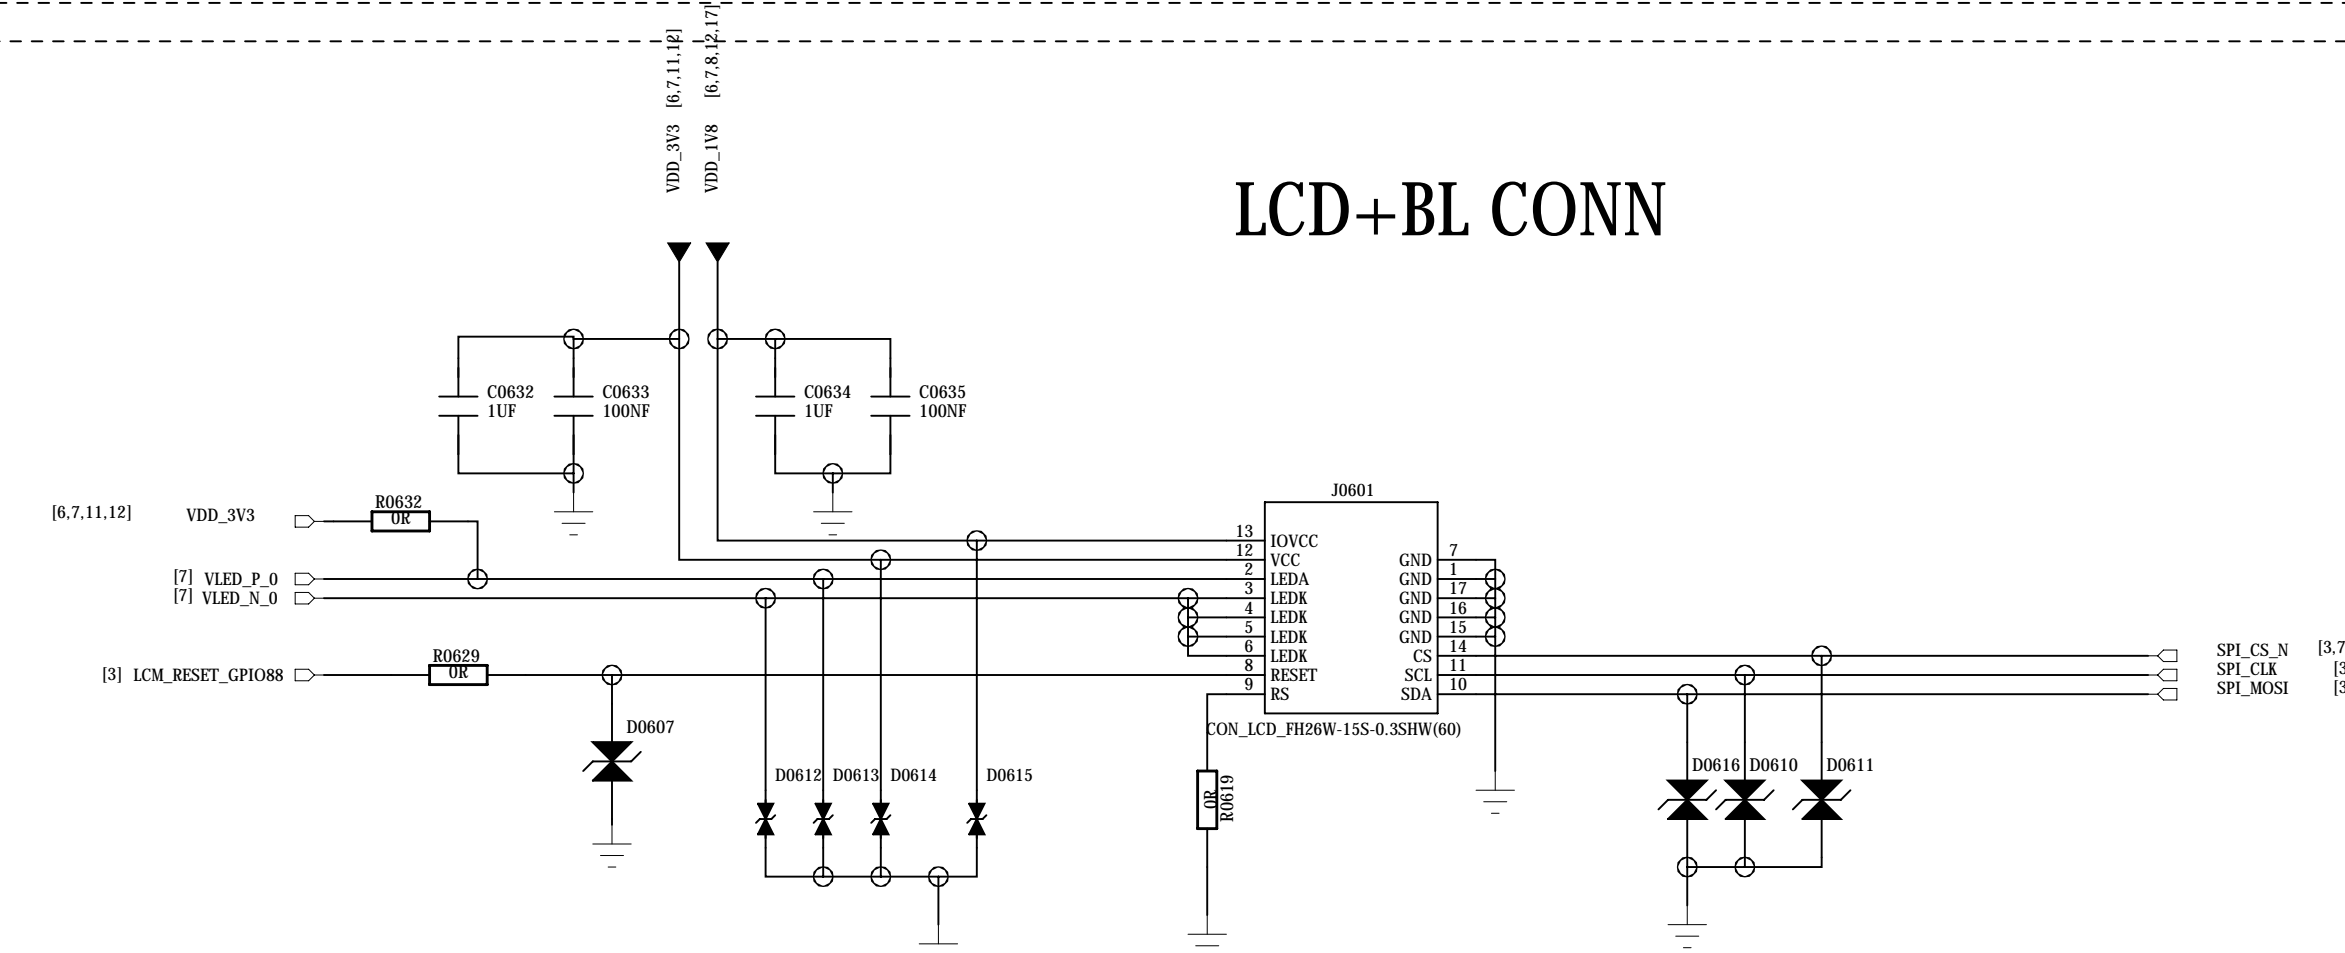 VDD_3V3 [6,7,11,12]
VDD_1V8 [6,7,8,12,17]
LCD+BL CONN
C0632
1UF
C0633
100NF
C0634
1UF
C0635
100NF
[6,7,11,12] VDD_3V3
R0632
0R
[7] VLED_P_0
[7] VLED_N_0
[3] LCM_RESET_GPIO88
R0629
0R
D0607
D0612
D0613
D0614
D0615
J0601
13 IOVCC
12 VCC
2 LEDA
3 LEDK
4 LEDK
5 LEDK
6 LEDK
8 RESET
9 RS
GND 7
GND 1
GND 17
GND 16
GND 15
CS 14
SCL 11
SDA 10
CON_LCD_FH26W-15S-0.3SHW(60)
0R
R0619
D0616
D0610
D0611
SPI_CS_N [3,7
SPI_CLK [3
SPI_MOSI [3